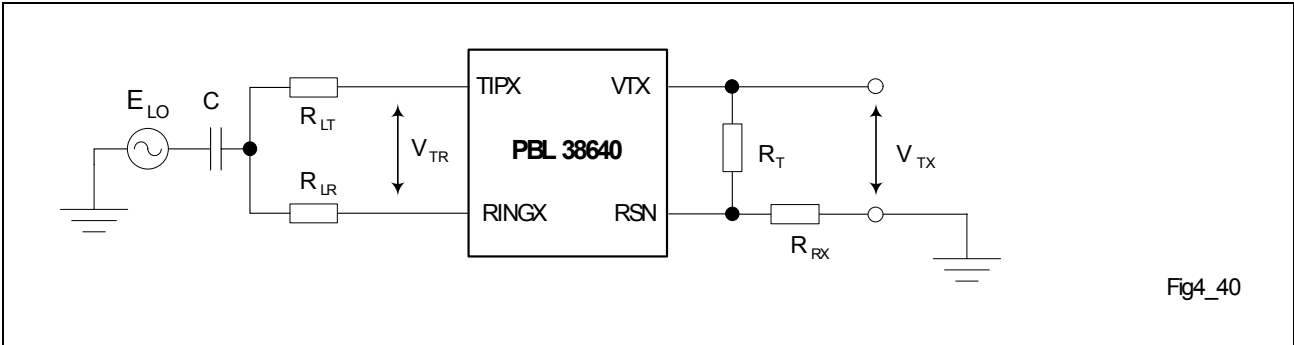 E LO
C
R LT
TIPX
VTX
V TR
PBL 38640
R T
V TX
R LR
RINGX
RSN
R RX
Fig4_40